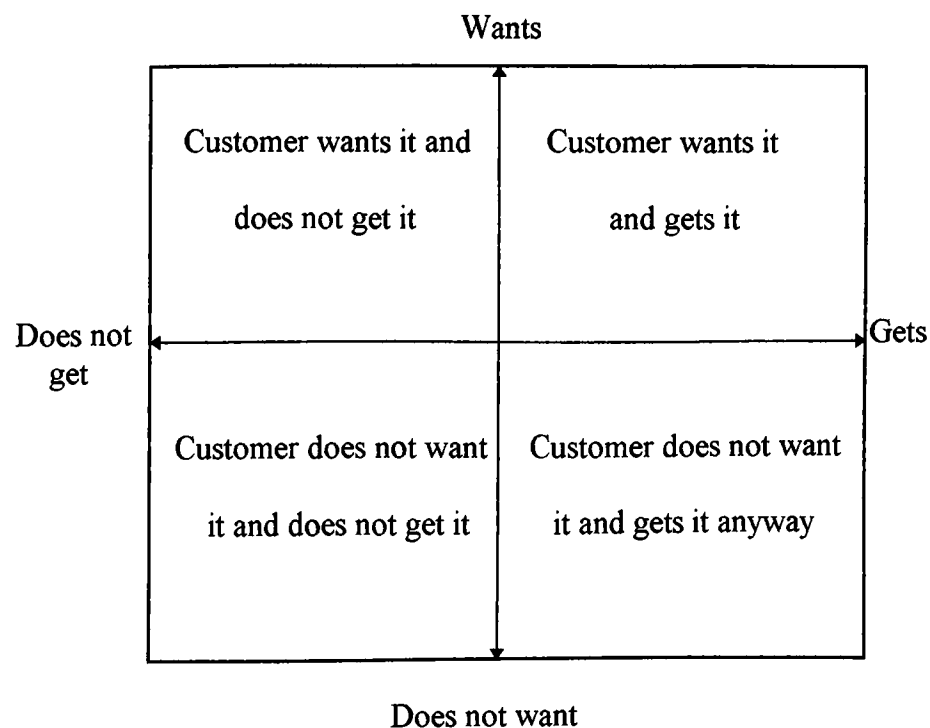 Wants
Customer wants it and
does not get it
Customer wants it
and gets it
Does not
get
Gets
Customer does not want
it and does not get it
Customer does not want
it and gets it anyway
Does not want